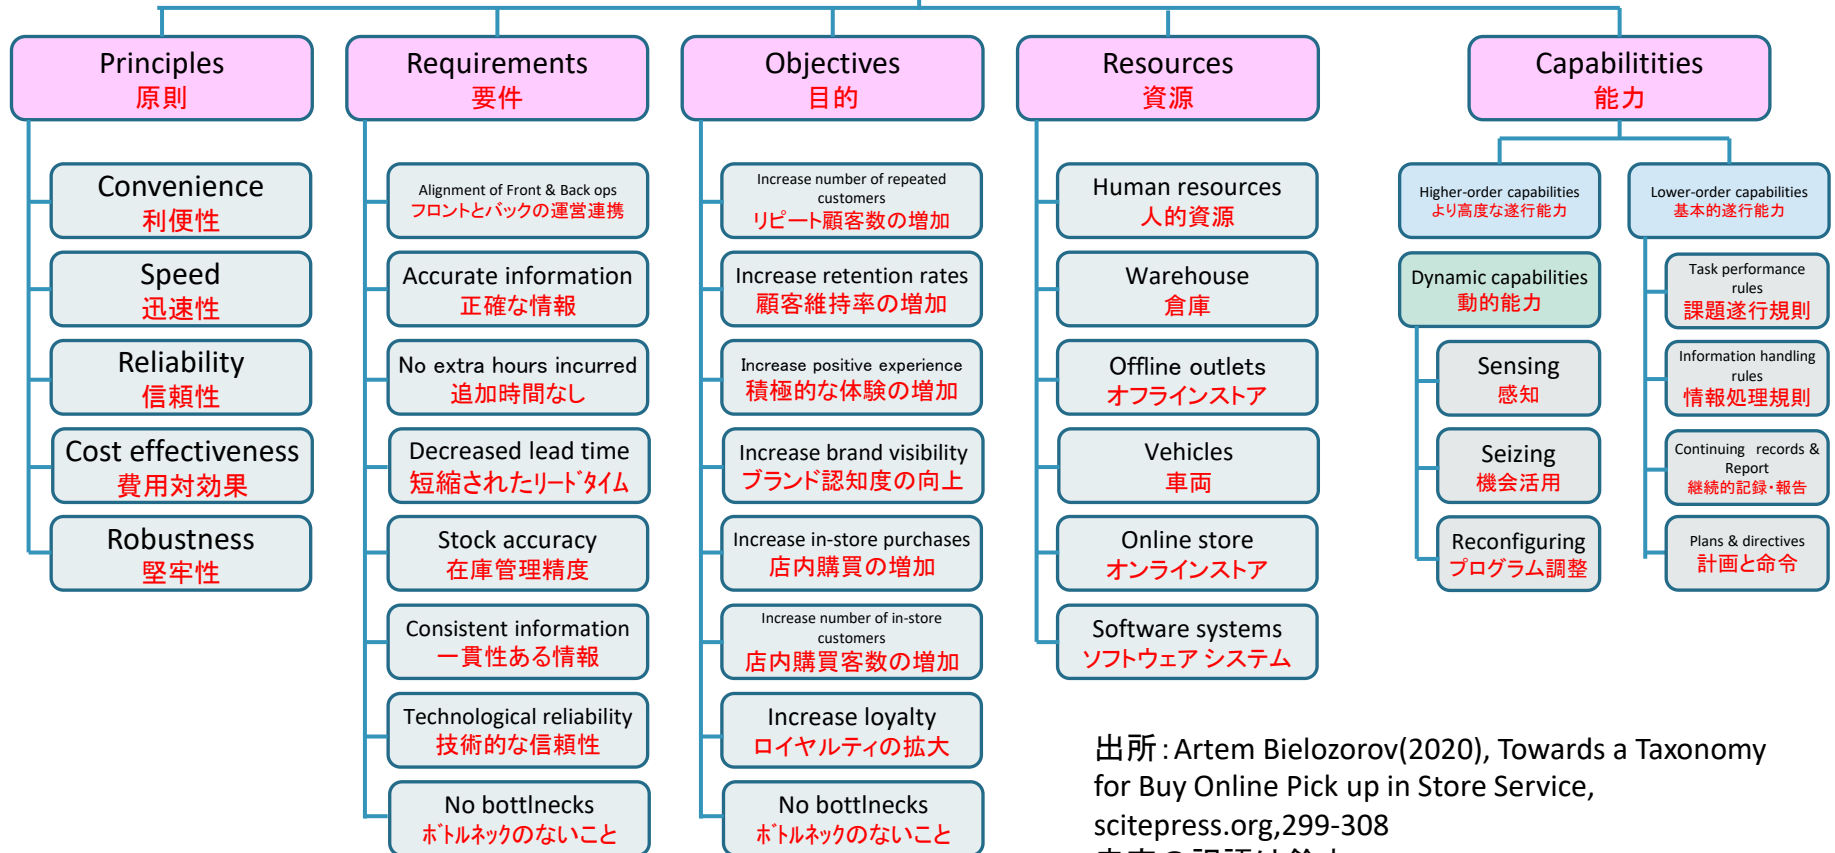 Principles
原則
Convenience
利便性
Speed
迅速性
Reliability
信頼性
Cost effectiveness
費用対効果
Robustness
堅牢性
Requirements
要件
Alignment of Front & Back ops
フロントとバックの運営連携
Accurate information
正確な情報
No extra hours incurred
追加時間なし
Decreased lead time
短縮されたリードタイム
Stock accuracy
在庫管理精度
Consistent information
一貫性ある情報
Technological reliability
技術的な信頼性
No bottlnecks
ボトルネックのないこと
Objectives
目的
Increase number of repeated
customers
リピート顧客数の増加
Increase retention rates
顧客維持率の増加
Increase positive experience
積極的な体験の増加
Increase brand visibility
ブランド認知度の向上
Increase in-store purchases
店内購買の増加
Increase number of in-store
customers
店内購買客数の増加
Increase loyalty
ロイヤルティの拡大
No bottlnecks
ボトルネックのないこと
Resources
資源
Human resources
人的資源
Warehouse
倉庫
Offline outlets
オフラインストア
Vehicles
車両
Online store
オンラインストア
Software systems
ソフトウェア システム
Capabilitities
能力
Higher-order capabilities
より高度な遂行能力
Dynamic capabilities
動的能力
Sensing
感知
Seizing
機会活用
Reconfiguring
プログラム調整
Lower-order capabilities
基本的遂行能力
Task performance
rules
課題遂行規則
Information handling
rules
情報処理規則
Continuing records &
Report
継続的記録・報告
Plans & directives
計画と命令
出所：Artem Bielozorov(2020), Towards a Taxonomy
for Buy Online Pick up in Store Service,
scitepress.org,299-308